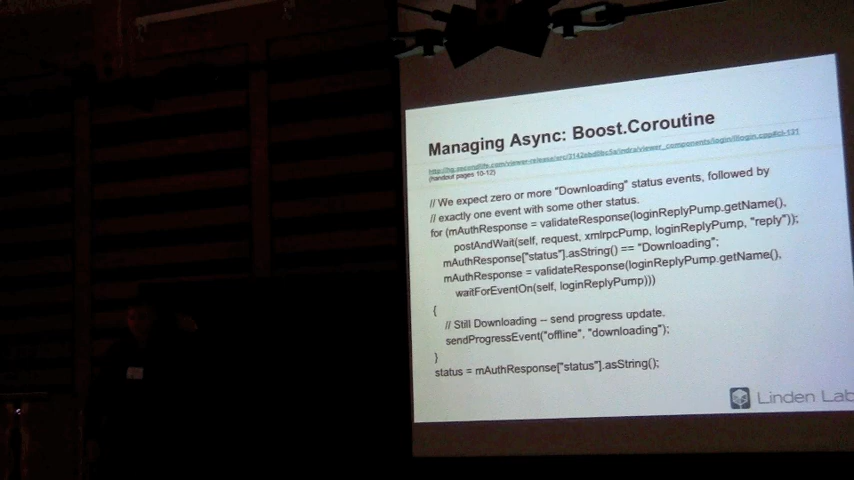 Managing Async: Boost.Coroutine
(handout pages 10-12)
// We expect zero or more "Downloading" status events, followed by
// exactly one event with some other status.
for (mAuthResponse = validateResponse(loginReplyPump.getName(),
postAndWait(self, request, xmlrpcPump, loginReplyPump, "reply"));
mAuthResponse["status"].asString() == "Downloading";
mAuthResponse = validateResponse(loginReplyPump.getName(),
waitForEventOn(self, loginReplyPump)))
{
// Still Downloading -- send progress update.
sendProgressEvent("offline", "downloading");
}
status = mAuthResponse["status"].asString();
Linden Lab